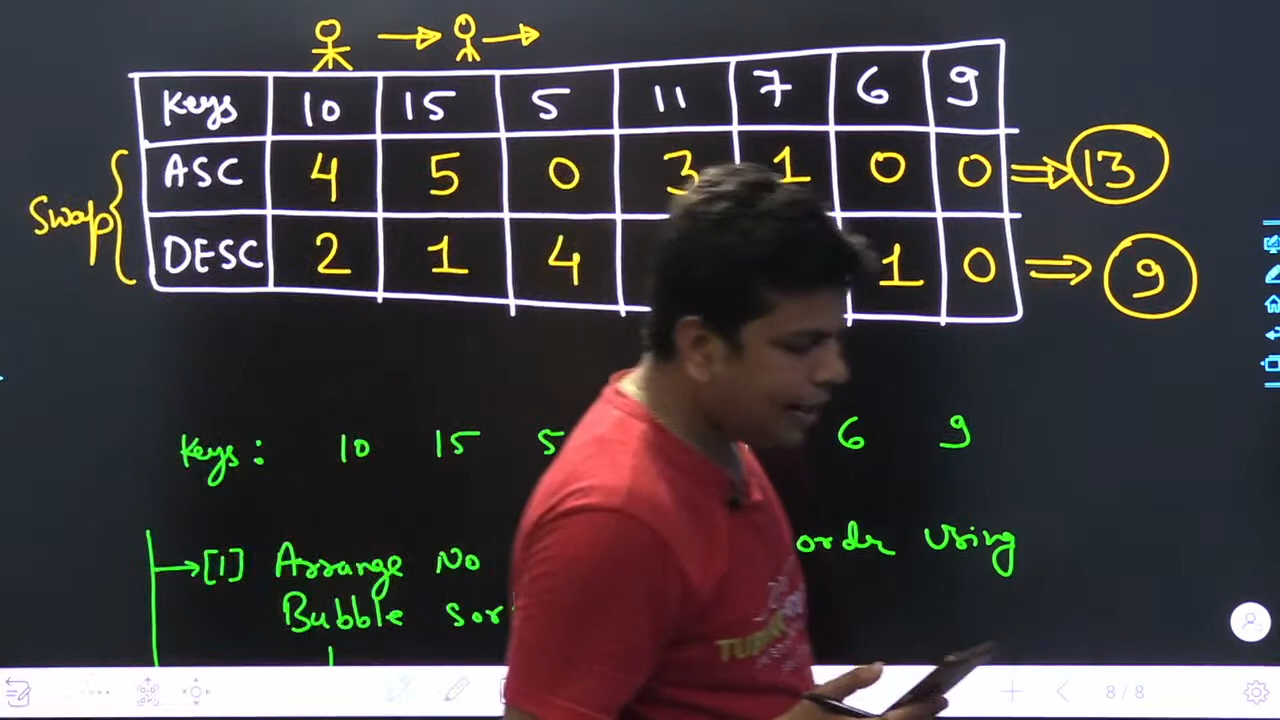 Keys 10 15 5 11 7 6 9
Swap
ASC 4 5 0 3 1 0 0 ⇒ 13
DESC 2 1 4 1 0 ⇒ 9
Keys: 10 15 5 6 9
→[1] Arrange No order using
Bubble sor
8 / 8